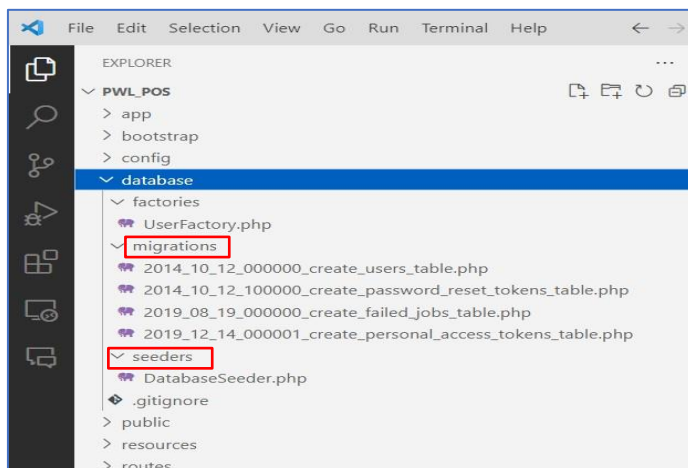 File Edit Selection View Go Run Terminal Help
EXPLORER
PWL_POS
app
bootstrap
config
database
factories
UserFactory.php
migrations
2014_10_12_000000_create_users_table.php
2014_10_12_100000_create_password_reset_tokens_table.php
2019_08_19_000000_create_failed_jobs_table.php
2019_12_14_000001_create_personal_access_tokens_table.php
seeders
DatabaseSeeder.php
.gitignore
public
resources
routes